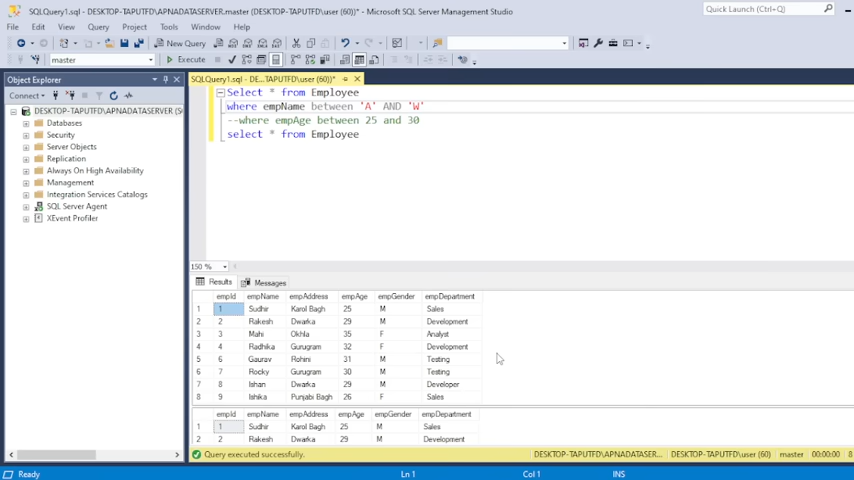 SQLQuery1.sql - DESKTOP-TAPUTFD\APNADATASERVER.master (DESKTOP-TAPUTFD\user (60))* - Microsoft SQL Server Management Studio
Quick Launch (Ctrl+Q)
File Edit View Query Project Tools Window Help
New Query
master
Execute
Object Explorer
SQLQuery1.sql - DE...TAPUTFD\user (60))*
Connect
DESKTOP-TAPUTFD\APNADATASERVER (SQ
Databases
Security
Server Objects
Replication
Always On High Availability
Management
Integration Services Catalogs
SQL Server Agent
XEvent Profiler
Select * from Employee
where empName between 'A' AND 'W'
--where empAge between 25 and 30
select * from Employee
150 %
Results Messages
empId empName empAddress empAge empGender empDepartment
1 1 Sudhir Karol Bagh 25 M Sales
2 2 Rakesh Dwarka 29 M Development
3 3 Mahi Okhla 35 F Analyst
4 4 Radhika Gurugram 32 F Development
5 6 Gaurav Rohini 31 M Testing
6 7 Rocky Gurugram 30 M Testing
7 8 Ishan Dwarka 29 M Developer
8 9 Ishika Punjabi Bagh 26 F Sales
empId empName empAddress empAge empGender empDepartment
1 1 Sudhir Karol Bagh 25 M Sales
2 2 Rakesh Dwarka 29 M Development
Query executed successfully.
DESKTOP-TAPUTFD\APNADATASER... DESKTOP-TAPUTFD\user (60) master 00:00:00 8
Ready Ln 1 Col 1 INS